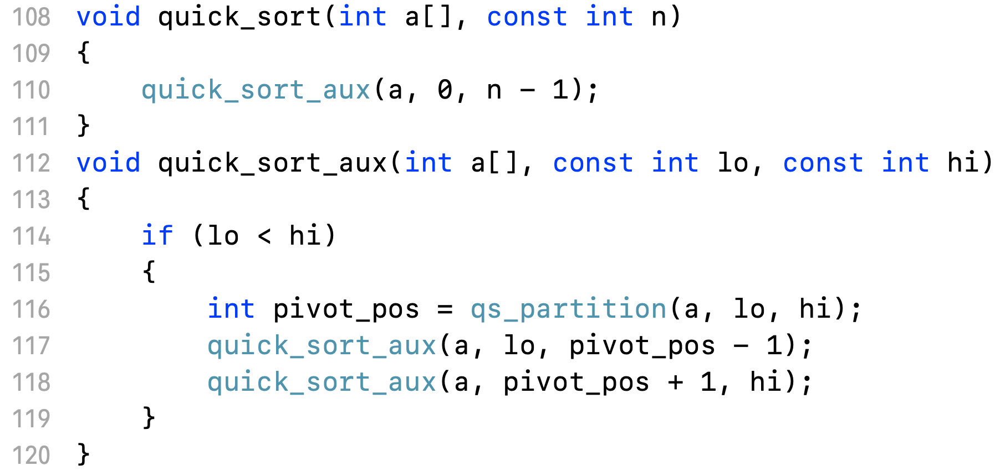 108 void quick_sort(int a[], const int n)
109 {
110     quick_sort_aux(a, 0, n - 1);
111 }
112 void quick_sort_aux(int a[], const int lo, const int hi)
113 {
114     if (lo < hi)
115     {
116         int pivot_pos = qs_partition(a, lo, hi);
117         quick_sort_aux(a, lo, pivot_pos - 1);
118         quick_sort_aux(a, pivot_pos + 1, hi);
119     }
120 }